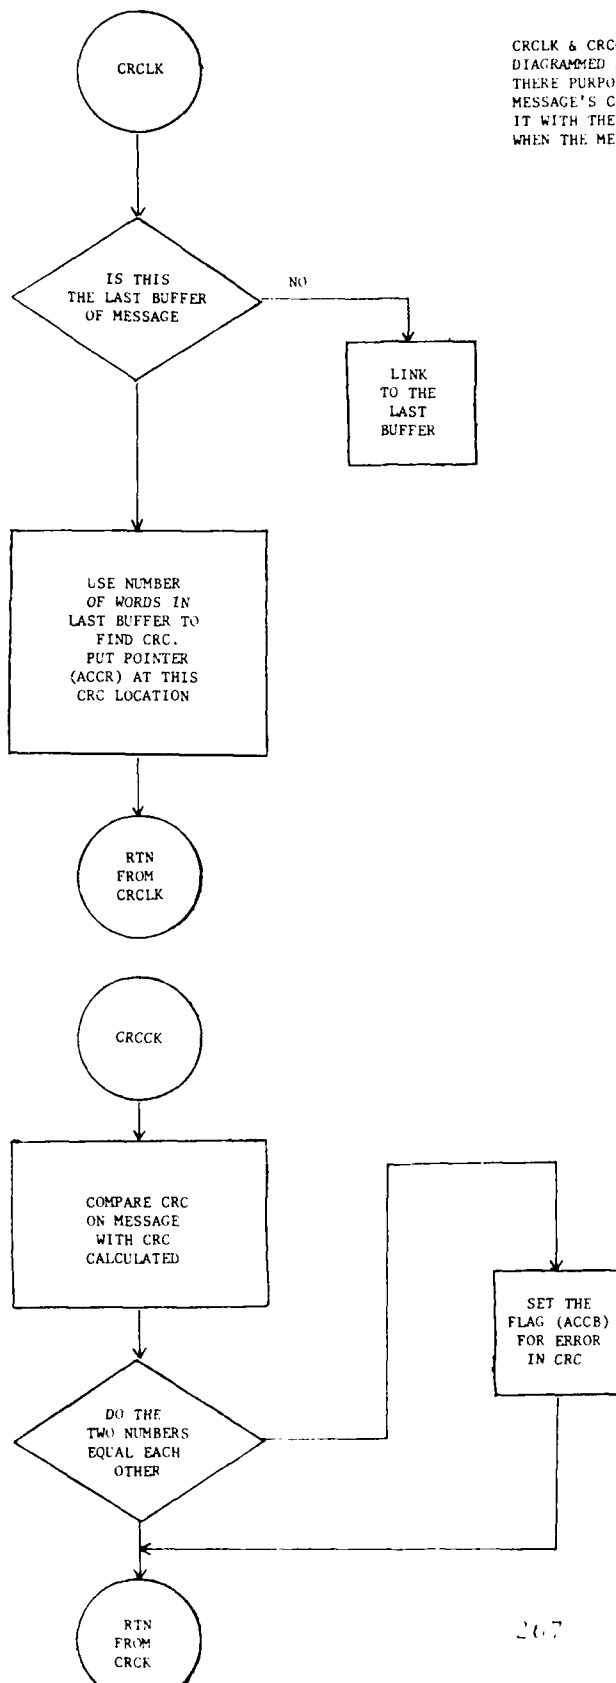 CRCLK
CRCLK & CRC
DIAGRAMMED
THERE PURPO
MESSAGE'S C
IT WITH THE
WHEN THE ME
IS THIS
THE LAST BUFFER
OF MESSAGE
NO
LINK
TO THE
LAST
BUFFER
USE NUMBER
OF WORDS IN
LAST BUFFER TO
FIND CRC.
PUT POINTER
(ACCR) AT THIS
CRC LOCATION
RTN
FROM
CRCLK
CRCCK
COMPARE CRC
ON MESSAGE
WITH CRC
CALCULATED
SET THE
FLAG (ACCB)
FOR ERROR
IN CRC
DO THE
TWO NUMBERS
EQUAL EACH
OTHER
RTN
FROM
CRCK
267